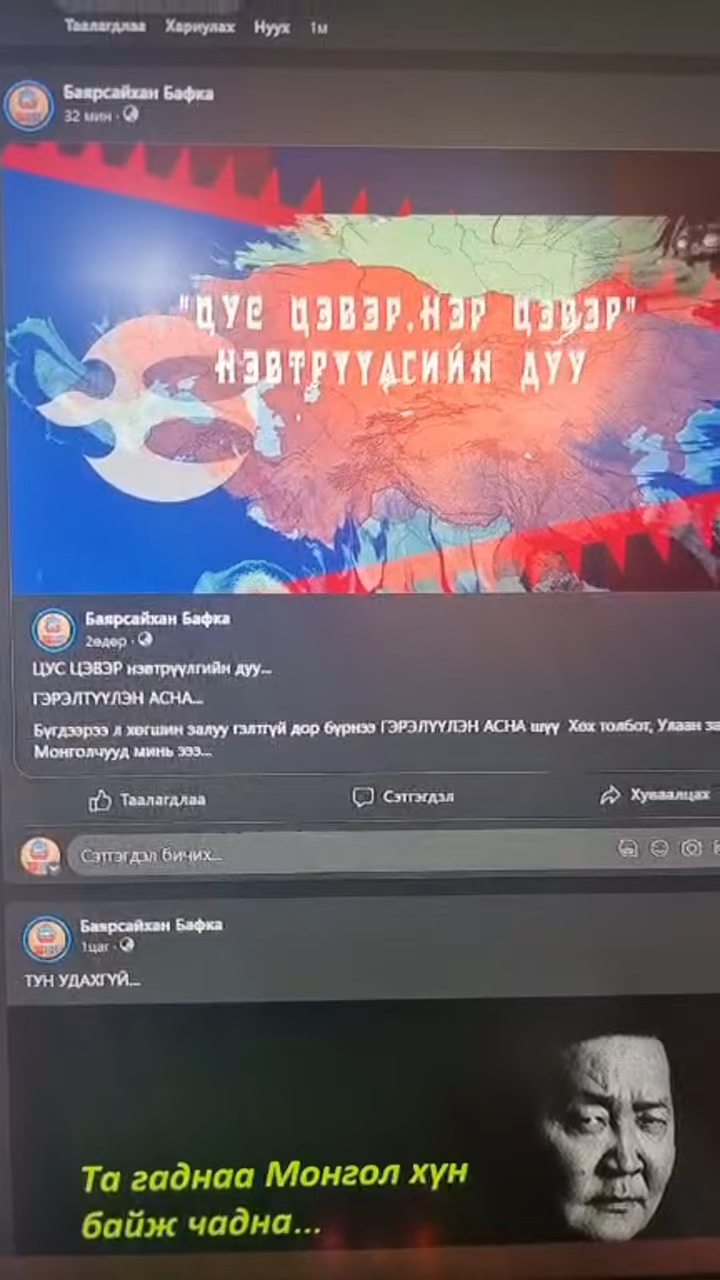 Таалагдлаа Хариулах Нуух 1м
Баярсайхан Бафка
32 мин
"ЦУС ЦЭВЭР, НЭР ЦЭВЭР"
НЭВТРҮҮЛГИЙН ДУУ
Баярсайхан Бафка
2өдөр
ЦУС ЦЭВЭР нэвтрүүлгийн дуу...
ГЭРЭЛТҮҮЛЭН АСНА...
Бүгдээрээ л хөгшин залуу гэлтгүй дор бүрнээ ГЭРЭЛҮҮЛЭН АСНА шүү Хөх толбот, Улаан
Монголчууд минь эээ...
Таалагдлаа
Сэтгэгдэл
Хуваалцах
Сэтгэгдэл бичих...
Баярсайхан Бафка
1цаг
ТУН УДАХГҮЙ...
Та гаднаа Монгол хүн
байж чадна...